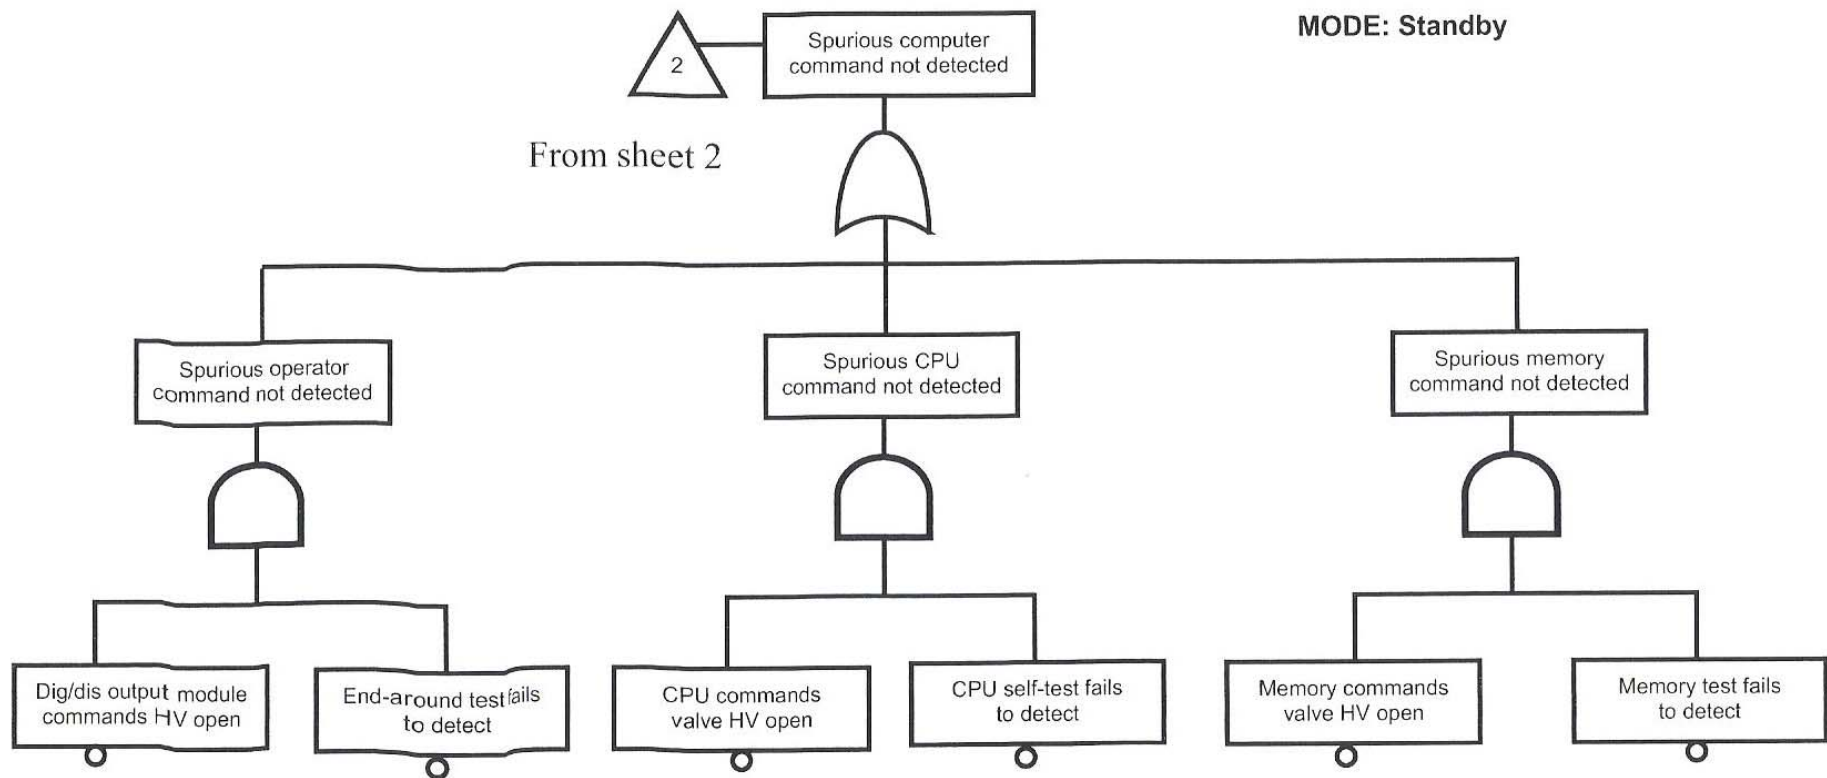 MODE: Standby
2
Spurious computer
command not detected
From sheet 2
Spurious operator
command not detected
Spurious CPU
command not detected
Spurious memory
command not detected
Dig/dis output module
commands HV open
End-around test fails
to detect
CPU commands
valve HV open
CPU self-test fails
to detect
Memory commands
valve HV open
Memory test fails
to detect